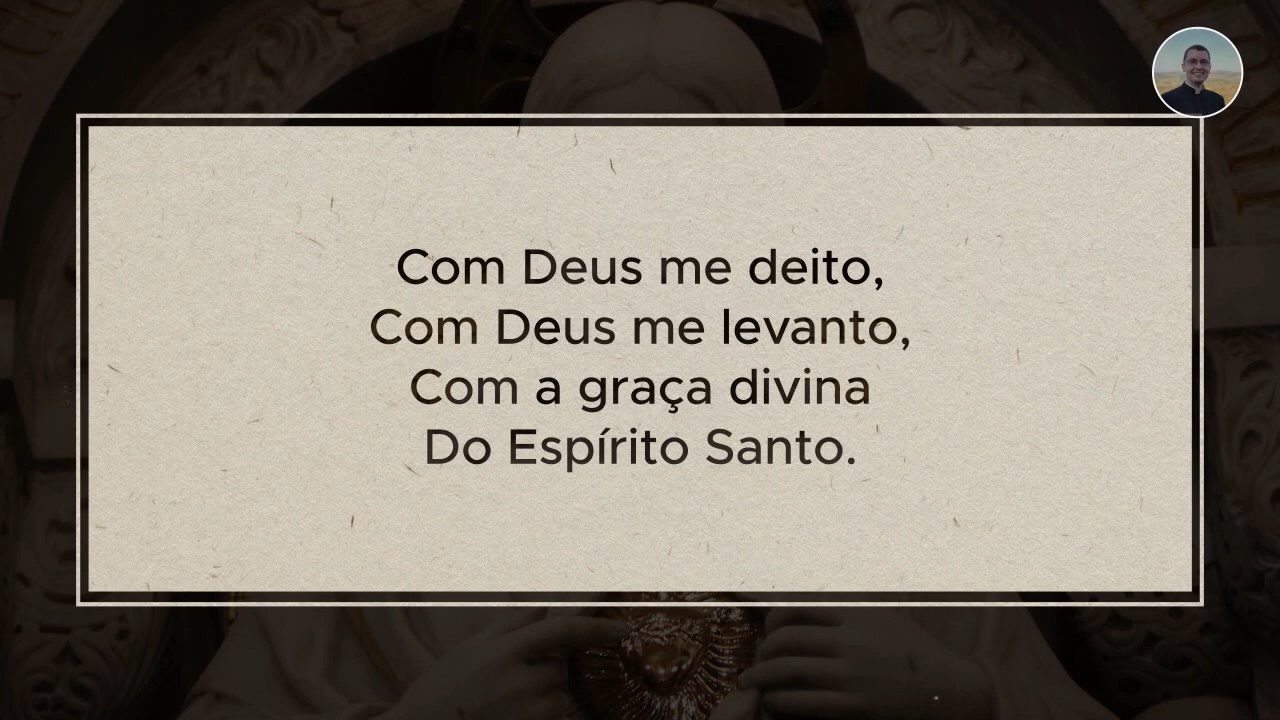 Com Deus me deito,
Com Deus me levanto,
Com a graça divina
Do Espírito Santo.